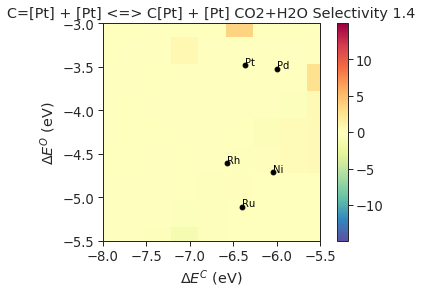 C=[Pt] + [Pt] <=> C[Pt] + [Pt] CO2+H2O Selectivity 1.4
−3.0
−3.5
−4.0
−4.5
−5.0
−5.5
ΔE^O (eV)
Pt
Pd
Rh
Ni
Ru
−8.0 −7.5 −7.0 −6.5 −6.0 −5.5
ΔE^C (eV)
10
5
0
−5
−10